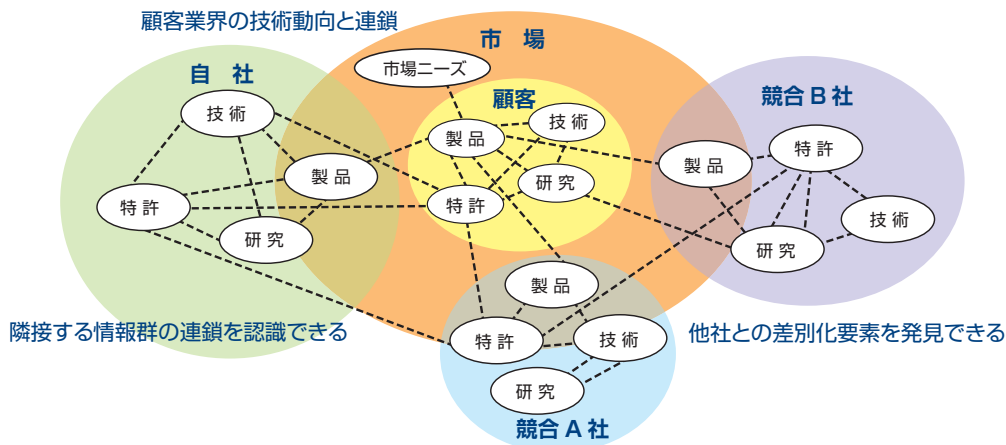 顧客業界の技術動向と連鎖
市　場
自　社
市場ニーズ
顧客
競合B社
技 術
製 品
技 術
製 品
特 許
製 品
研 究
特 許
特 許
技 術
研 究
研 究
製 品
隣接する情報群の連鎖を認識できる
特 許
技 術
他社との差別化要素を発見できる
研 究
競合A社